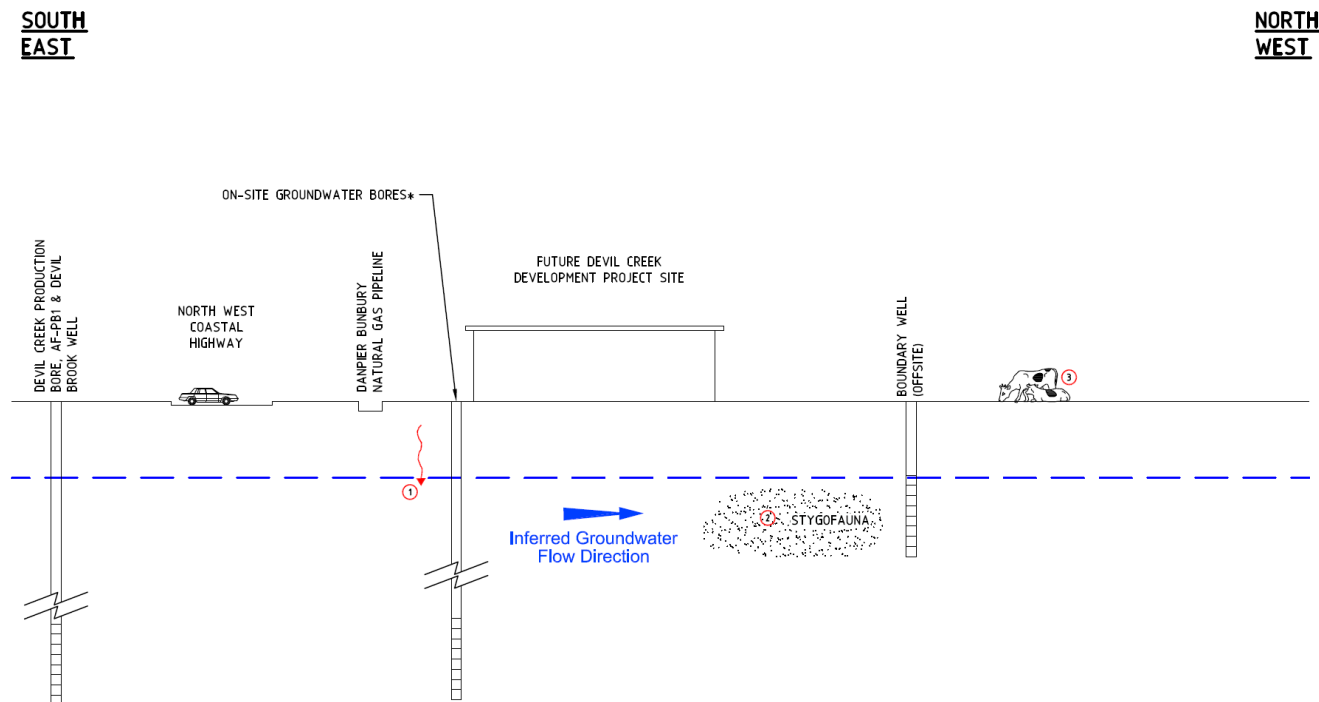 SOUTH
EAST
NORTH
WEST
ON-SITE GROUNDWATER BORES*
DEVIL CREEK PRODUCTION
BORE, AF-PB1 & DEVIL
BROOK WELL
NORTH WEST
COASTAL
HIGHWAY
DANPIER BUNBURY
NATURAL GAS PIPELINE
FUTURE DEVIL CREEK
DEVELOPMENT PROJECT SITE
BOUNDARY WELL
(OFFSITE)
3
1
2
STYGOFAUNA
Inferred Groundwater
Flow Direction